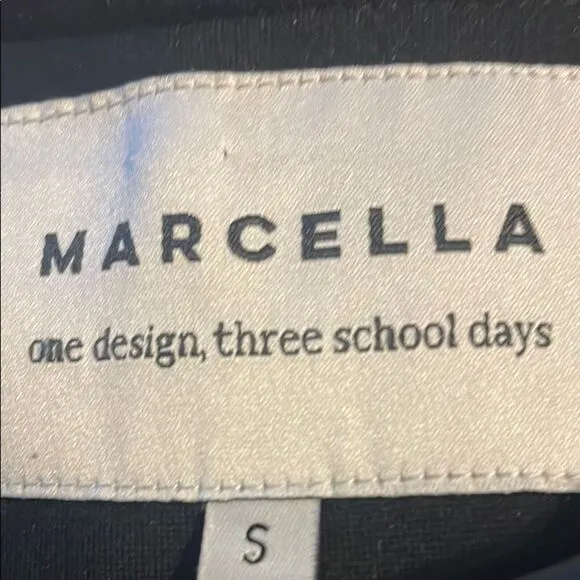 MARCELLA
one design, three school days
S